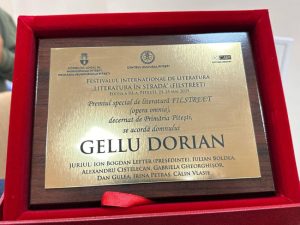 FESTIVALUL INTERNAȚIONAL DE LITERATURĂ
"LITERATURA ÎN STRADĂ" (FILSTREET)
Premiul special de literatură FILSTREET
(opera omnia),
decernat de Primăria Pitești,
se acordă domnului
GELLU DORIAN
JURIUL: ION BOGDAN LEFTER (PREȘEDINTE), IULIAN BOLDEA,
ALEXANDRU CISTELECAN, GABRIELA GHEORGHIȘOR,
DAN GULEA, IRINA PETRAȘ, CĂLIN VLASIE